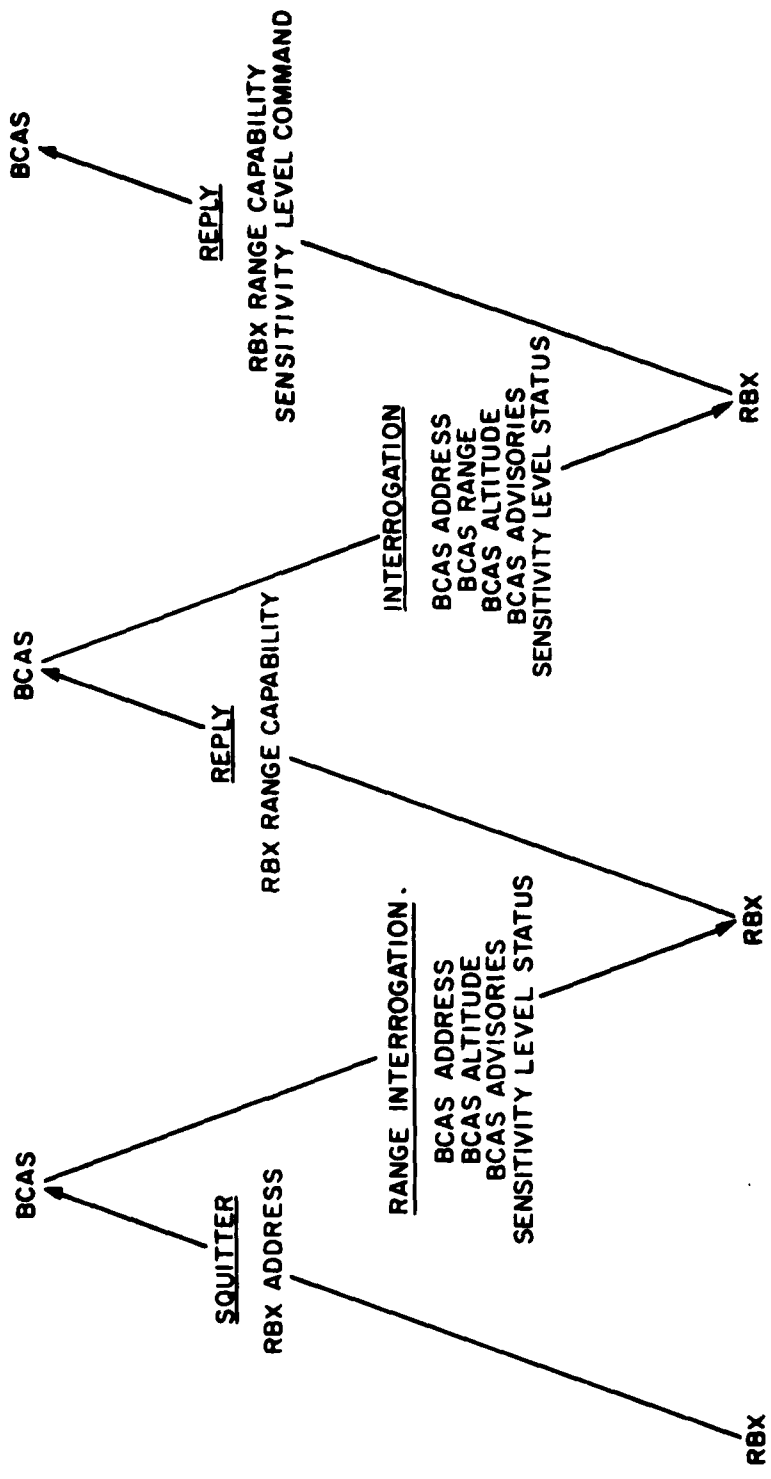 RBX
SQUITTER
RBX ADDRESS
BCAS
RANGE INTERROGATION.
BCAS ADDRESS
BCAS ALTITUDE
BCAS ADVISORIES
SENSITIVITY LEVEL STATUS
RBX
REPLY
RBX RANGE CAPABILITY
BCAS
INTERROGATION
BCAS ADDRESS
BCAS RANGE
BCAS ALTITUDE
BCAS ADVISORIES
SENSITIVITY LEVEL STATUS
RBX
REPLY
RBX RANGE CAPABILITY
SENSITIVITY LEVEL COMMAND
BCAS